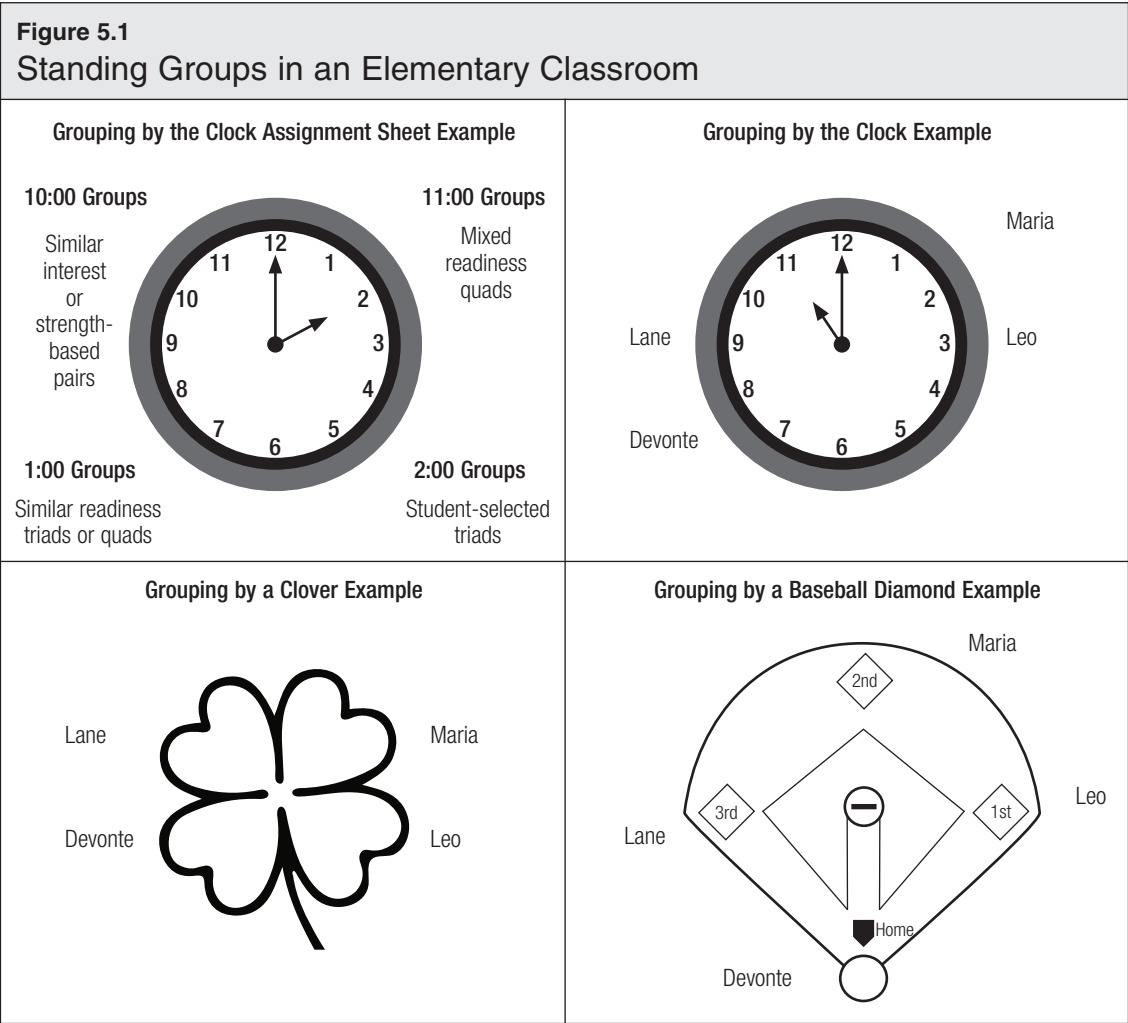 Figure 5.1
Standing Groups in an Elementary Classroom
Grouping by the Clock Assignment Sheet Example
10:00 Groups
Similar
interest
or
strength-
based
pairs
11:00 Groups
Mixed
readiness
quads
12
1
2
3
4
5
6
7
8
9
10
11
1:00 Groups
Similar readiness
triads or quads
2:00 Groups
Student-selected
triads
Grouping by the Clock Example
Maria
Lane
Leo
Devonte
12
1
2
3
4
5
6
7
8
9
10
11
Grouping by a Clover Example
Lane
Maria
Devonte
Leo
Grouping by a Baseball Diamond Example
Maria
2nd
Leo
3rd
1st
Lane
Home
Devonte